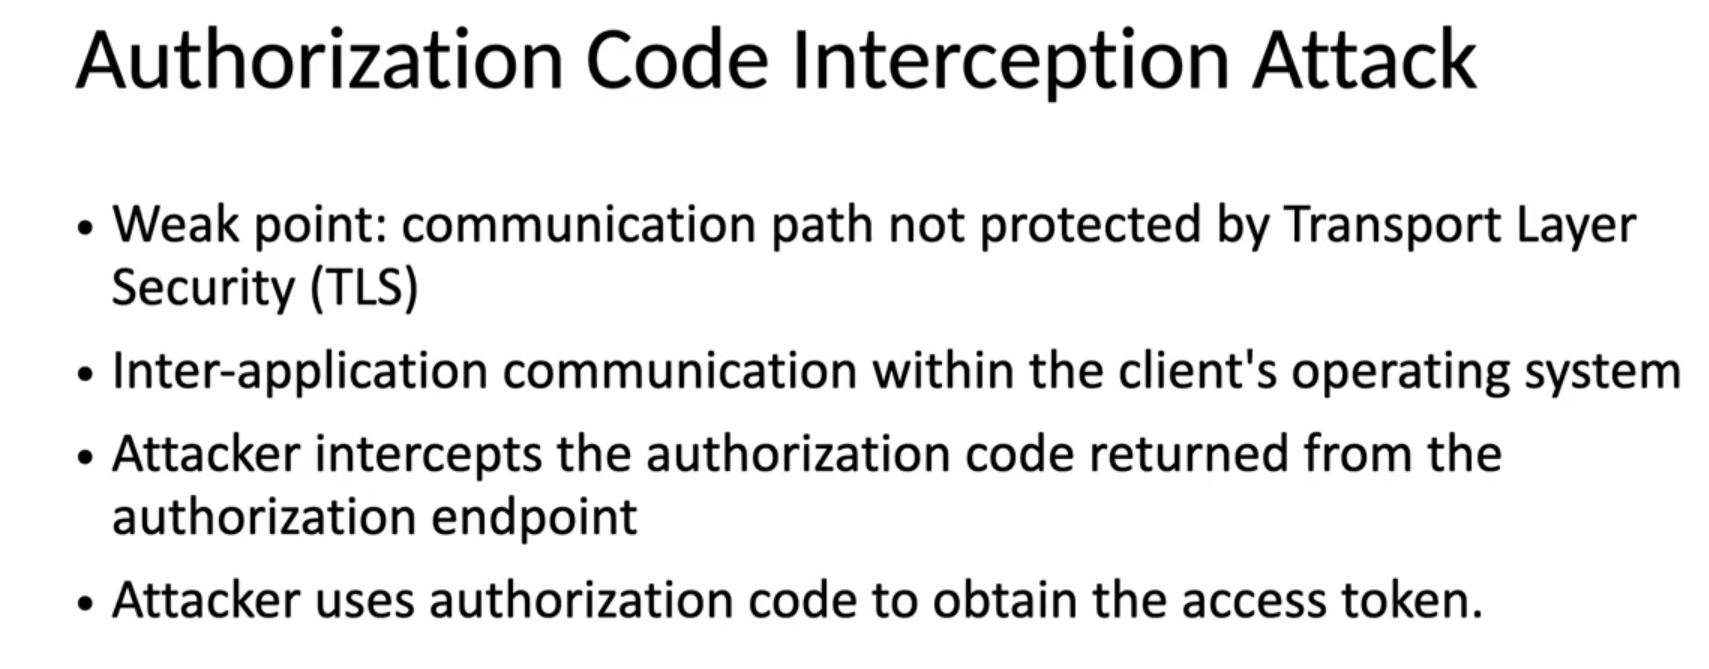 Authorization Code Interception Attack
• Weak point: communication path not protected by Transport Layer
Security (TLS)
• Inter-application communication within the client's operating system
• Attacker intercepts the authorization code returned from the
authorization endpoint
• Attacker uses authorization code to obtain the access token.